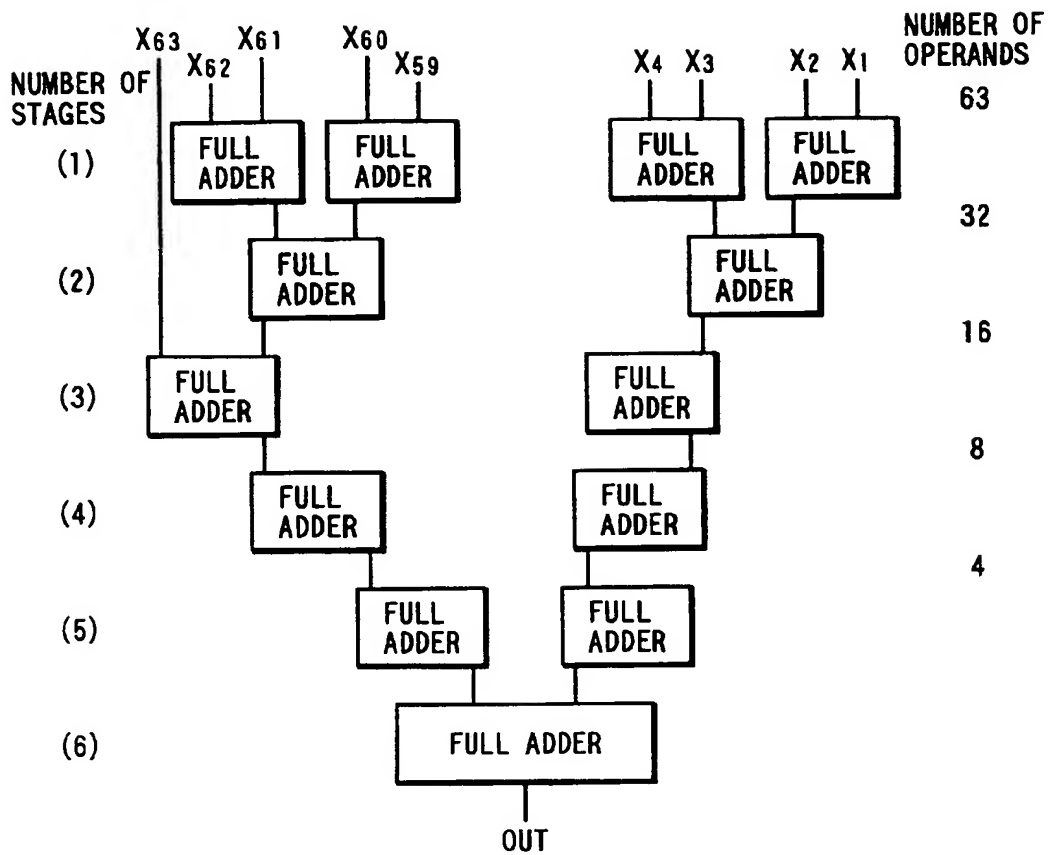 NUMBER OF
OPERANDS
X63 X62 X61 X60 X59 X4 X3 X2 X1
NUMBER OF
STAGES
63
(1)
FULL
ADDER
FULL
ADDER
FULL
ADDER
FULL
ADDER
32
(2)
FULL
ADDER
FULL
ADDER
16
(3)
FULL
ADDER
FULL
ADDER
8
(4)
FULL
ADDER
FULL
ADDER
4
(5)
FULL
ADDER
FULL
ADDER
(6)
FULL ADDER
OUT